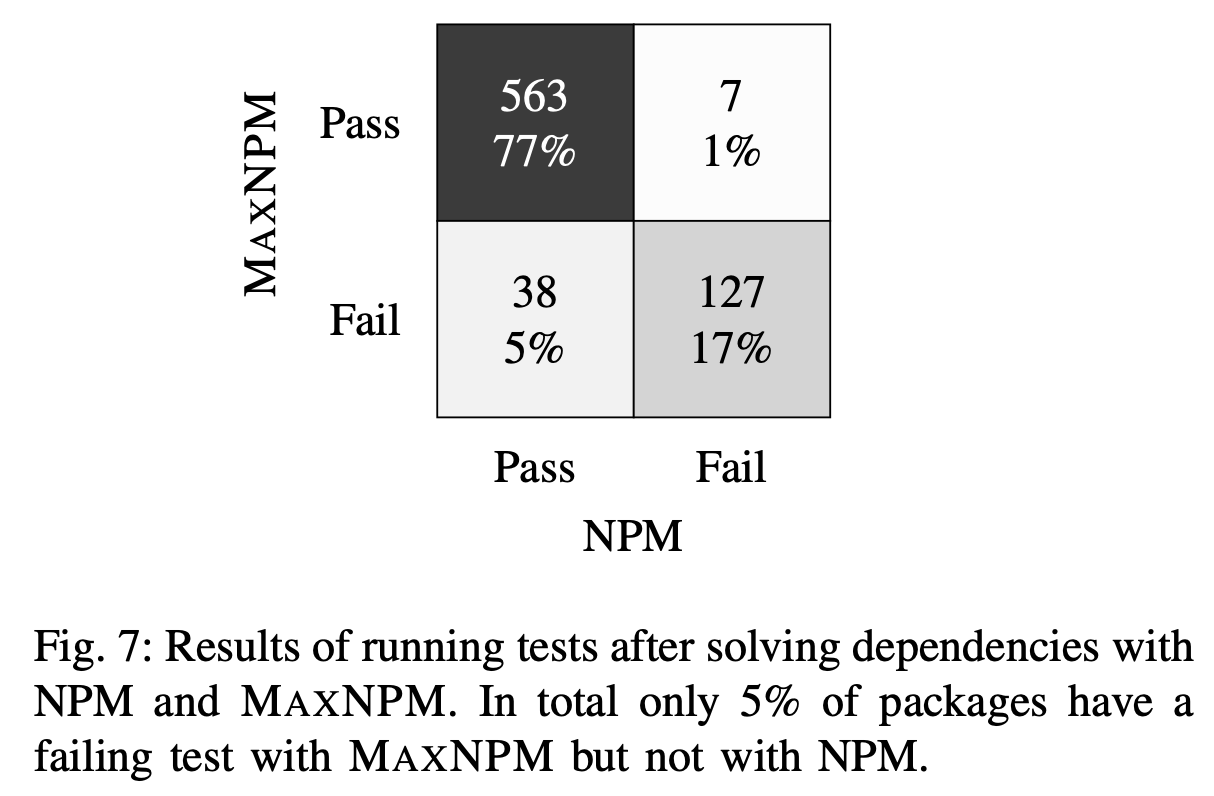 MAXNPM
Pass
563
77%
7
1%
Fail
38
5%
127
17%
Pass
Fail
NPM
Fig. 7: Results of running tests after solving dependencies with
NPM and MAXNPM. In total only 5% of packages have a
failing test with MAXNPM but not with NPM.